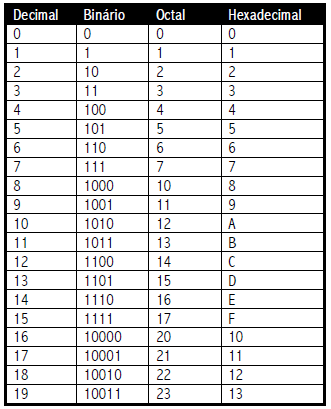 Decimal Binário Octal Hexadecimal
0 0 0 0
1 1 1 1
2 10 2 2
3 11 3 3
4 100 4 4
5 101 5 5
6 110 6 6
7 111 7 7
8 1000 10 8
9 1001 11 9
10 1010 12 A
11 1011 13 B
12 1100 14 C
13 1101 15 D
14 1110 16 E
15 1111 17 F
16 10000 20 10
17 10001 21 11
18 10010 22 12
19 10011 23 13